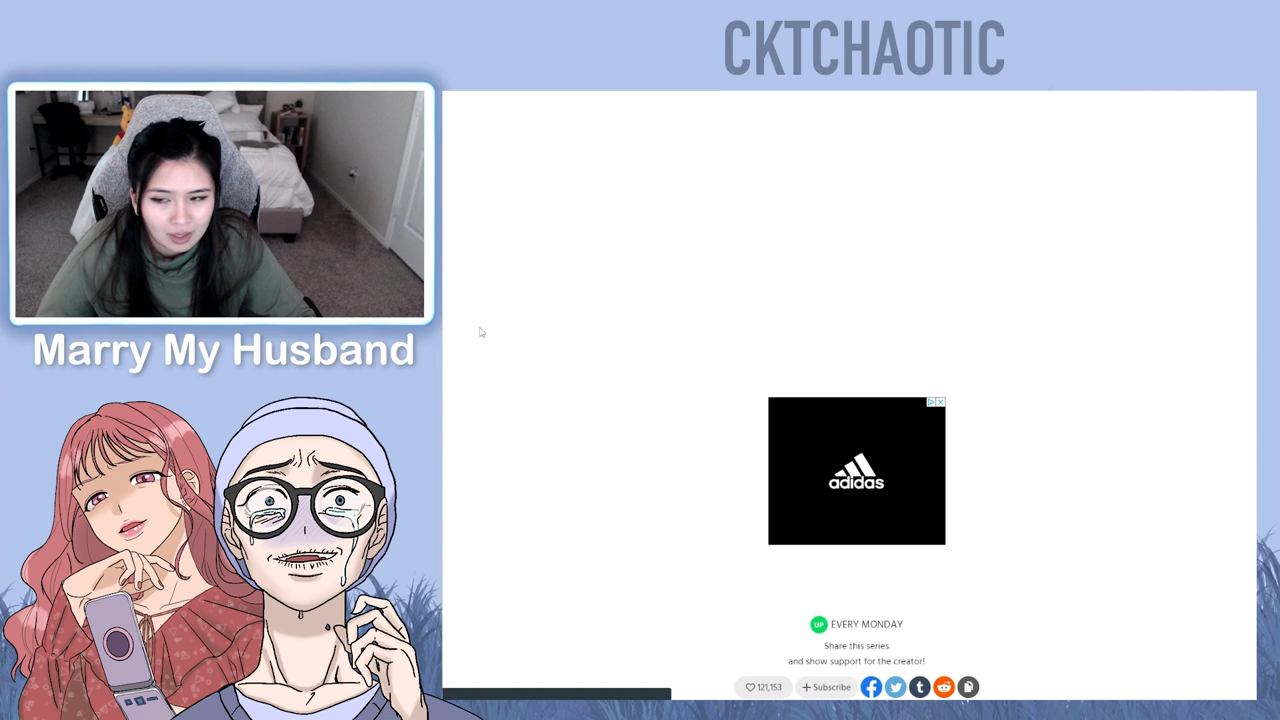 CKTCHAOTIC
Marry My Husband
adidas
UP EVERY MONDAY
Share this series
and show support for the creator!
121,153
+ Subscribe